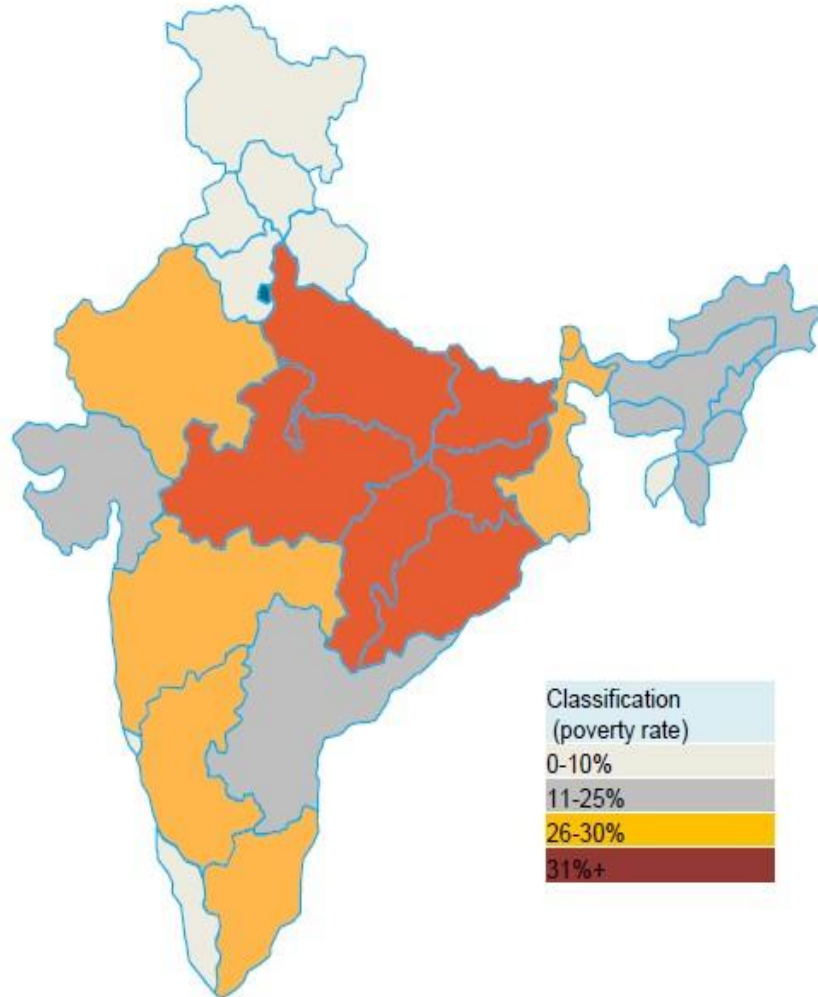 Classification
(poverty rate)
0-10%
11-25%
26-30%
31%+